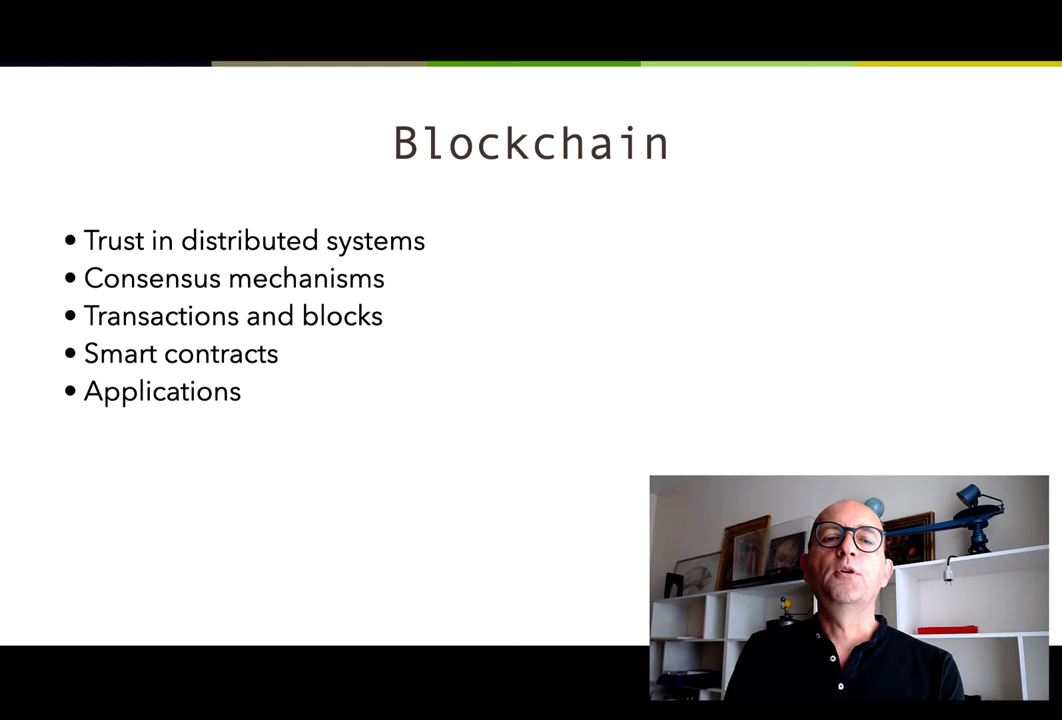 Blockchain
• Trust in distributed systems
• Consensus mechanisms
• Transactions and blocks
• Smart contracts
• Applications